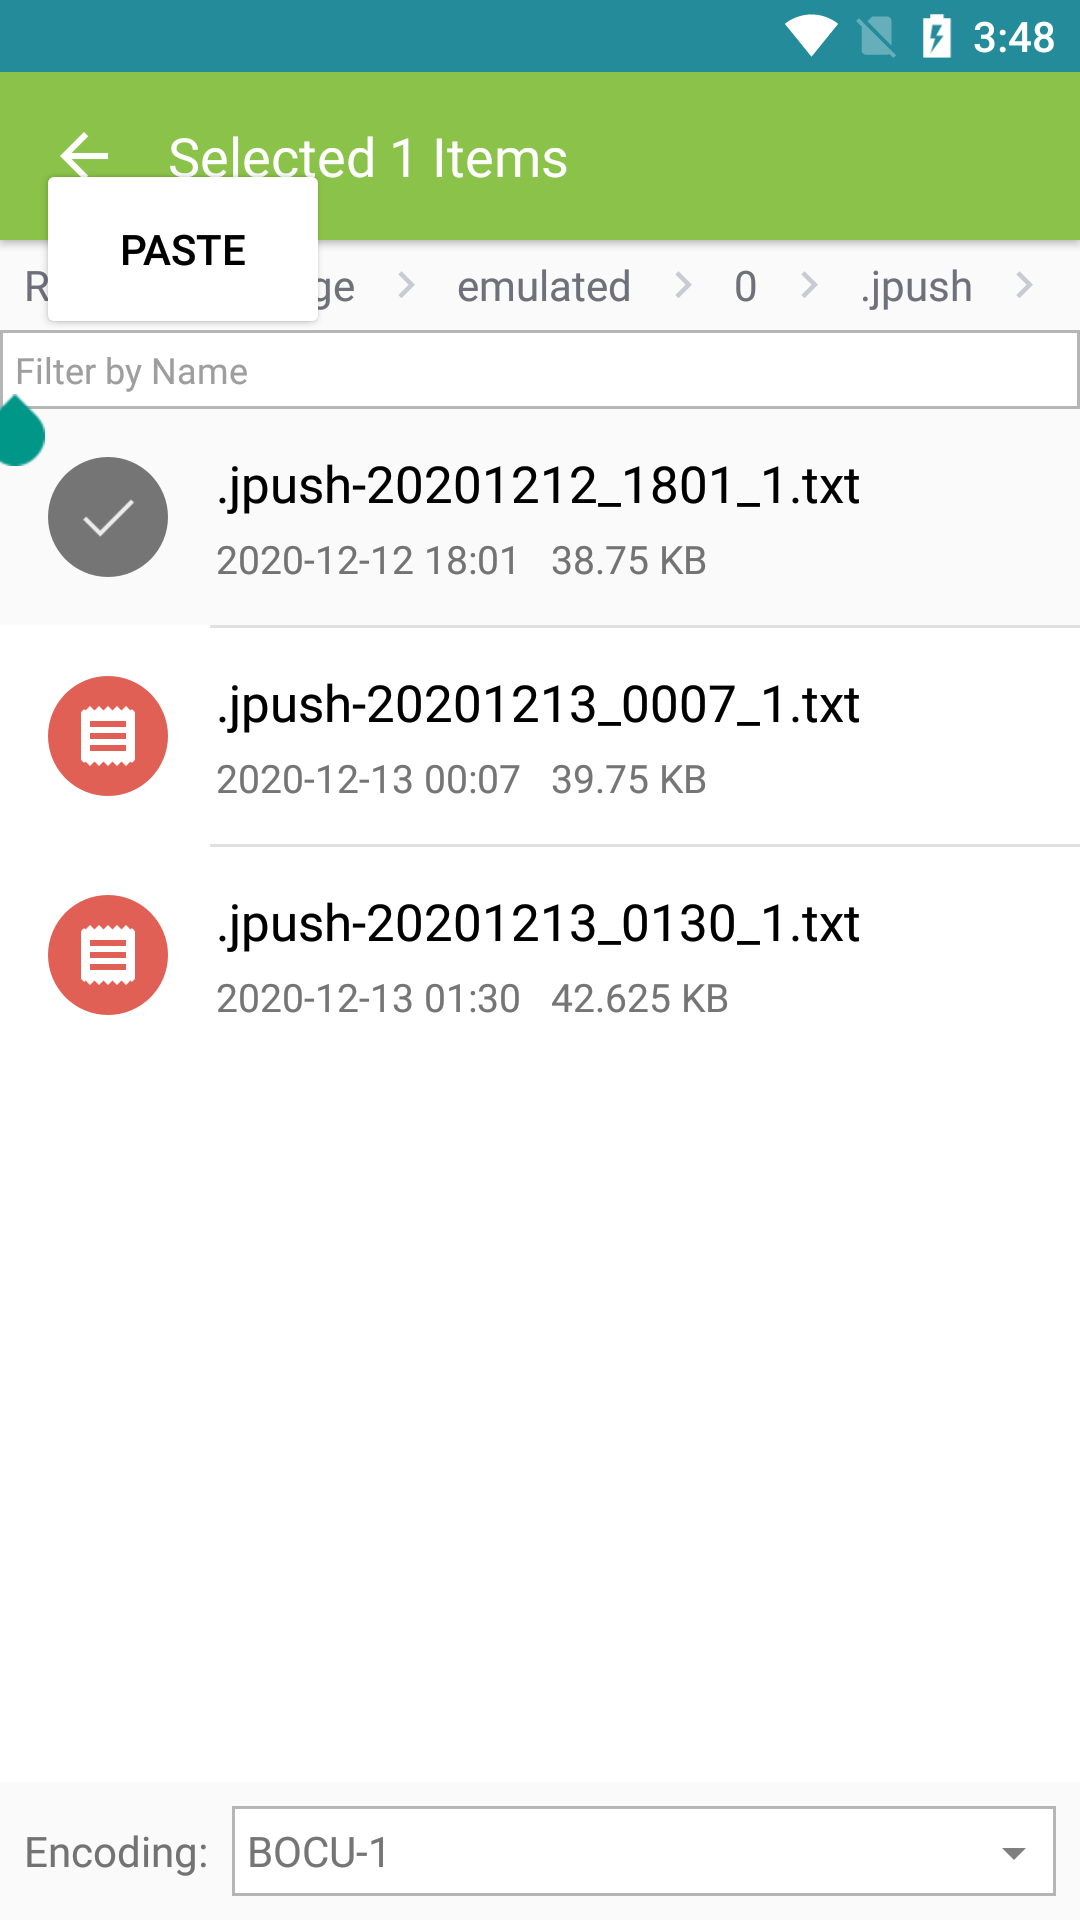 3:48
Selected 1 Items
PASTE
emulated 0 .jpush
Filter by Name
.jpush-20201212_1801_1.txt
2020-12-12 18:01 38.75 KB
.jpush-20201213_0007_1.txt
2020-12-13 00:07 39.75 KB
.jpush-20201213_0130_1.txt
2020-12-13 01:30 42.625 KB
Encoding: BOCU-1